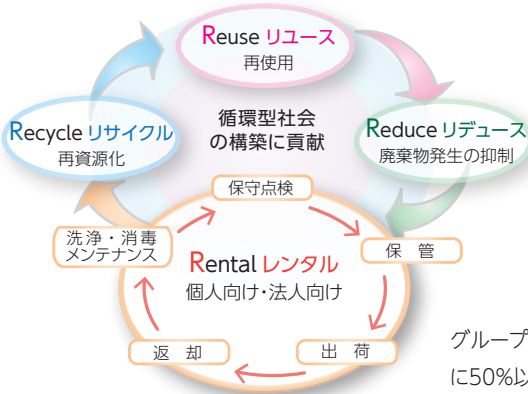 Reuse リユース
再使用
Recycle リサイクル
再資源化
循環型社会
の構築に貢献
Reduce リデュース
廃棄物発生の抑制
保守点検
洗浄・消毒
メンテナンス
保 管
Rental レンタル
個人向け・法人向け
返 却
出 荷
グループ
に50%以